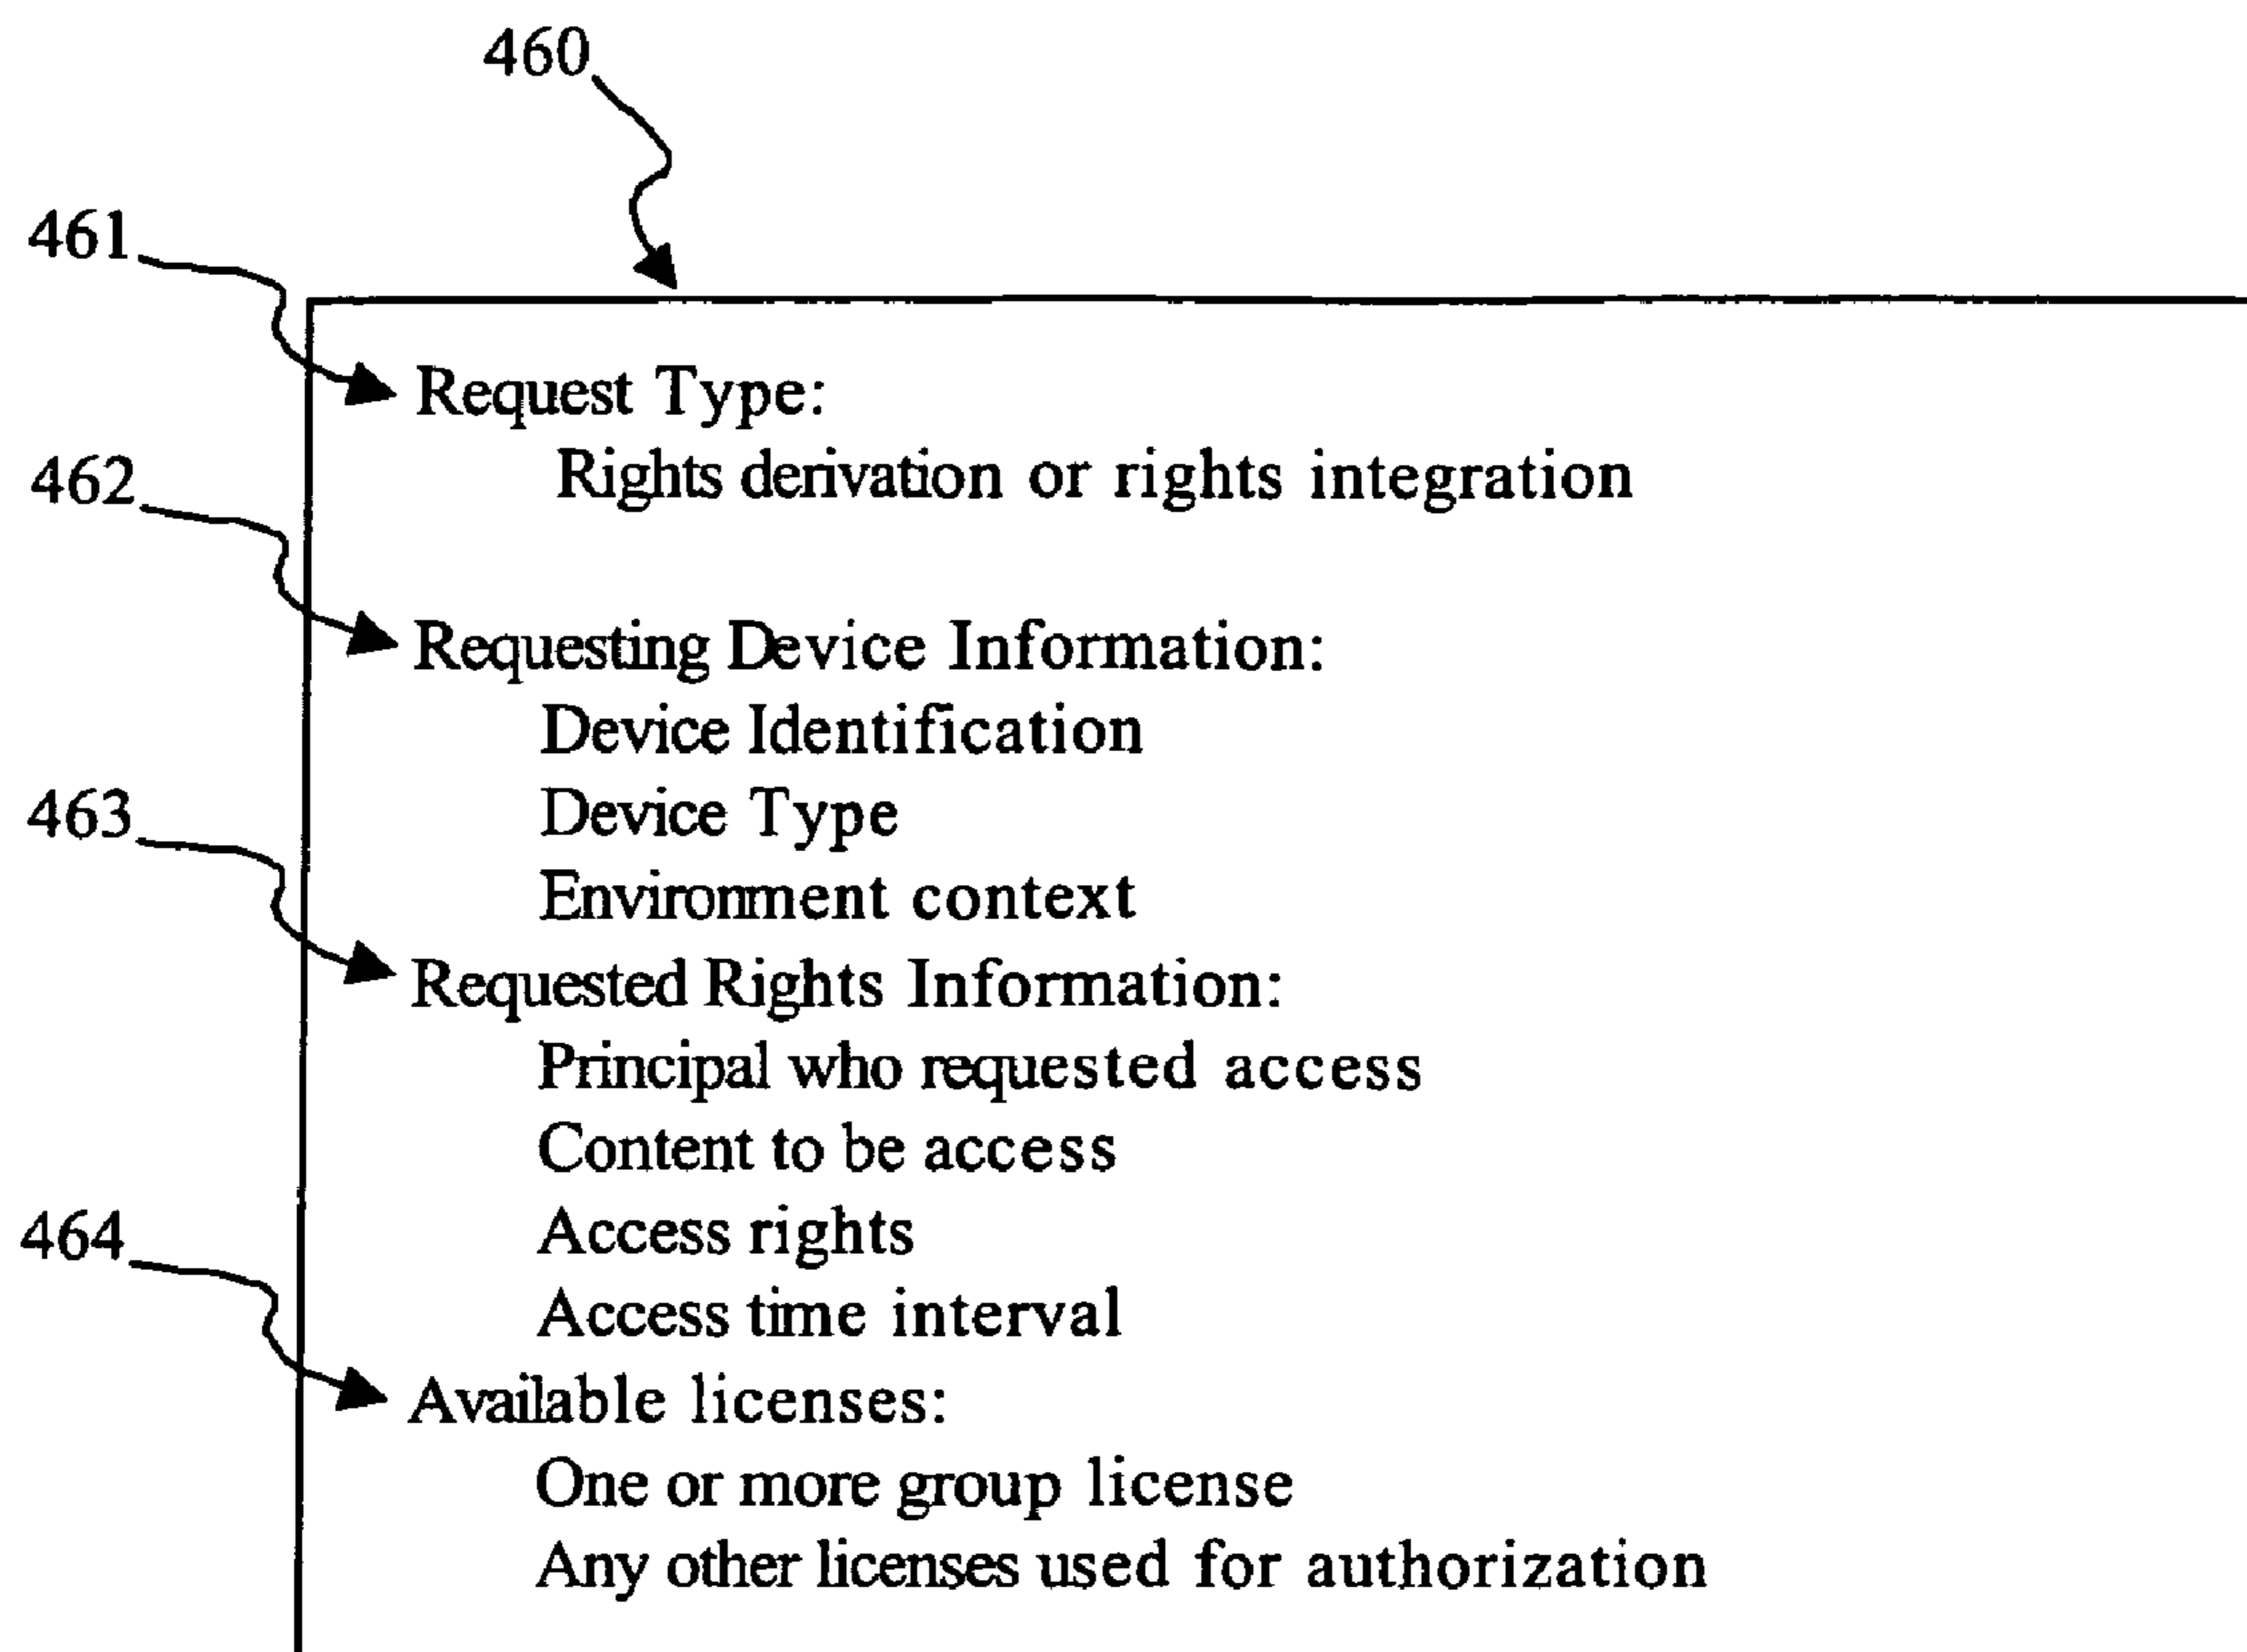 460
461
Request Type:
Rights derivation or rights integration
462
Requesting Device Information:
Device Identification
Device Type
463
Environment context
Requested Rights Information:
Principal who requested access
Content to be access
464
Access rights
Access time interval
Available licenses:
One or more group license
Any other licenses used for authorization